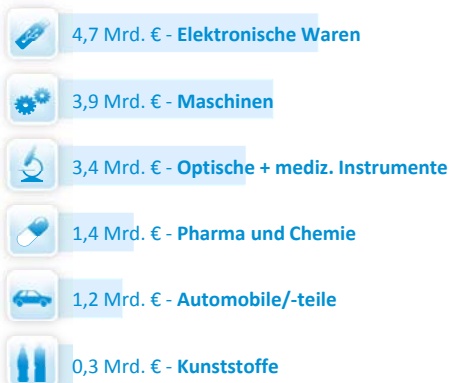 4,7 Mrd. € - Elektronische Waren
3,9 Mrd. € - Maschinen
3,4 Mrd. € - Optische + mediz. Instrumente
1,4 Mrd. € - Pharma und Chemie
1,2 Mrd. € - Automobile/-teile
0,3 Mrd. € - Kunststoffe